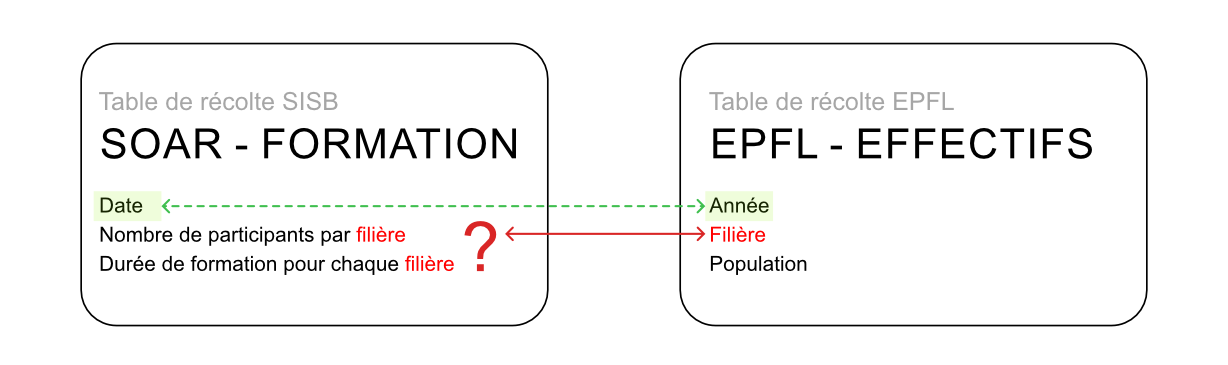 Table de récolte SISB
SOAR - FORMATION
Date
Nombre de participants par filière
Durée de formation pour chaque filière
?
Table de récolte EPFL
EPFL - EFFECTIFS
Année
Filière
Population